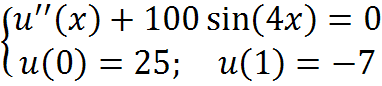 u′′(x) + 100 sin(4x) = 0
u(0) = 25; u(1) = −7